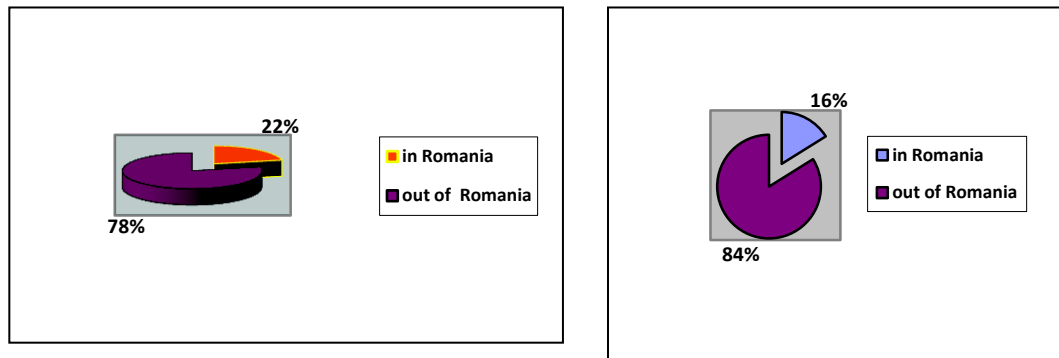 22%
in Romania
out of  Romania
78%
16%
in Romania
out of Romania
84%